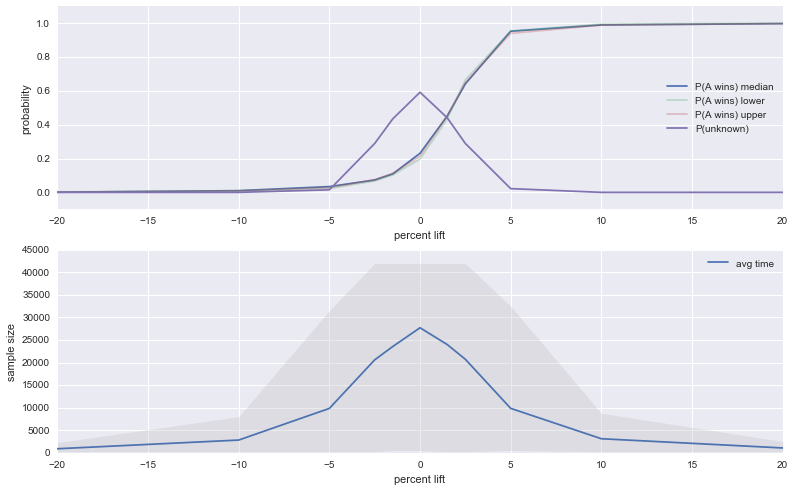 1.0
0.8
0.6
0.4
0.2
0.0
probability
P(A wins) median
P(A wins) lower
P(A wins) upper
P(unknown)
−20 −15 −10 −5 0 5 10 15 20
percent lift
45000
40000
35000
30000
25000
20000
15000
10000
5000
0
sample size
avg time
−20 −15 −10 −5 0 5 10 15 20
percent lift